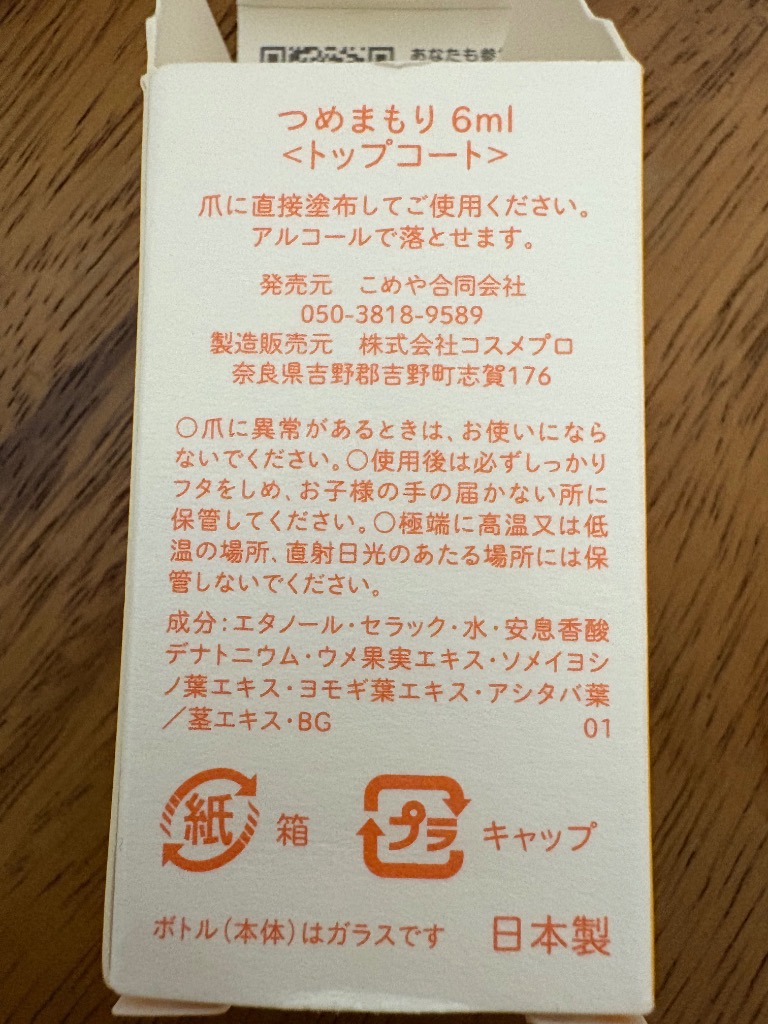 あなたも参
つめまもり 6ml
<トップコート>
爪に直接塗布してご使用ください。
アルコールで落とせます。
発売元　こめや合同会社
050-3818-9589
製造販売元　株式会社コスメプロ
奈良県吉野郡吉野町志賀176
○爪に異常があるときは、お使いになら
ないでください。○使用後は必ずしっかり
フタをしめ、お子様の手の届かない所に
保管してください。○極端に高温又は低
温の場所、直射日光のあたる場所には保
管しないでください。
成分：エタノール・セラック・水・安息香酸
デナトニウム・ウメ果実エキス・ソメイヨシ
ノ葉エキス・ヨモギ葉エキス・アシタバ葉
／茎エキス・BG 01
紙 箱 プラ キャップ
ボトル（本体）はガラスです 日本製